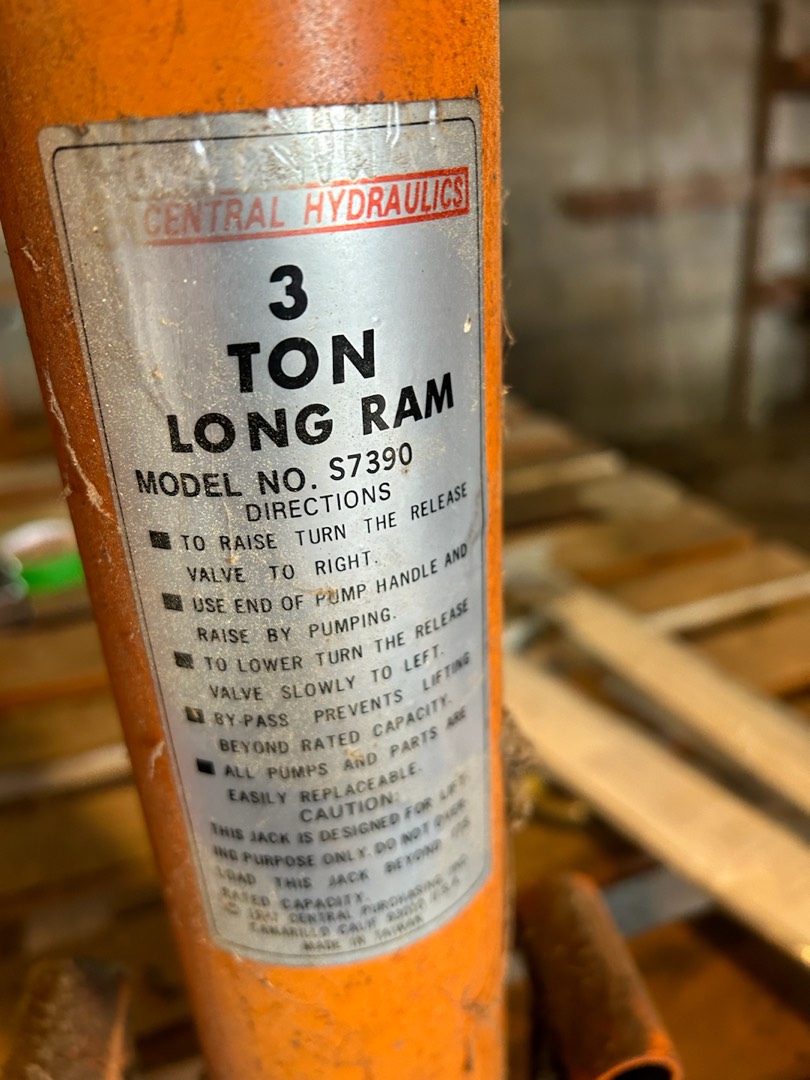 CENTRAL HYDRAULICS
3
TON
LONG RAM
MODEL NO. S7390
DIRECTIONS
TO RAISE TURN THE RELEASE
VALVE TO RIGHT.
USE END OF PUMP HANDLE AND
RAISE BY PUMPING.
TO LOWER TURN THE RELEASE
VALVE SLOWLY TO LEFT.
BY-PASS PREVENTS LIFTING
BEYOND RATED CAPACITY.
ALL PUMPS AND PARTS ARE
EASILY REPLACEABLE.
CAUTION:
THIS JACK IS DESIGNED FOR LIFT-
ING PURPOSE ONLY. DO NOT OVER
LOAD THIS JACK BEYOND ITS
RATED CAPACITY.
© CENTRAL PURCHASING, INC.
CAMARILLO CALIF 93010 U.S.A.
MADE IN TAIWAN